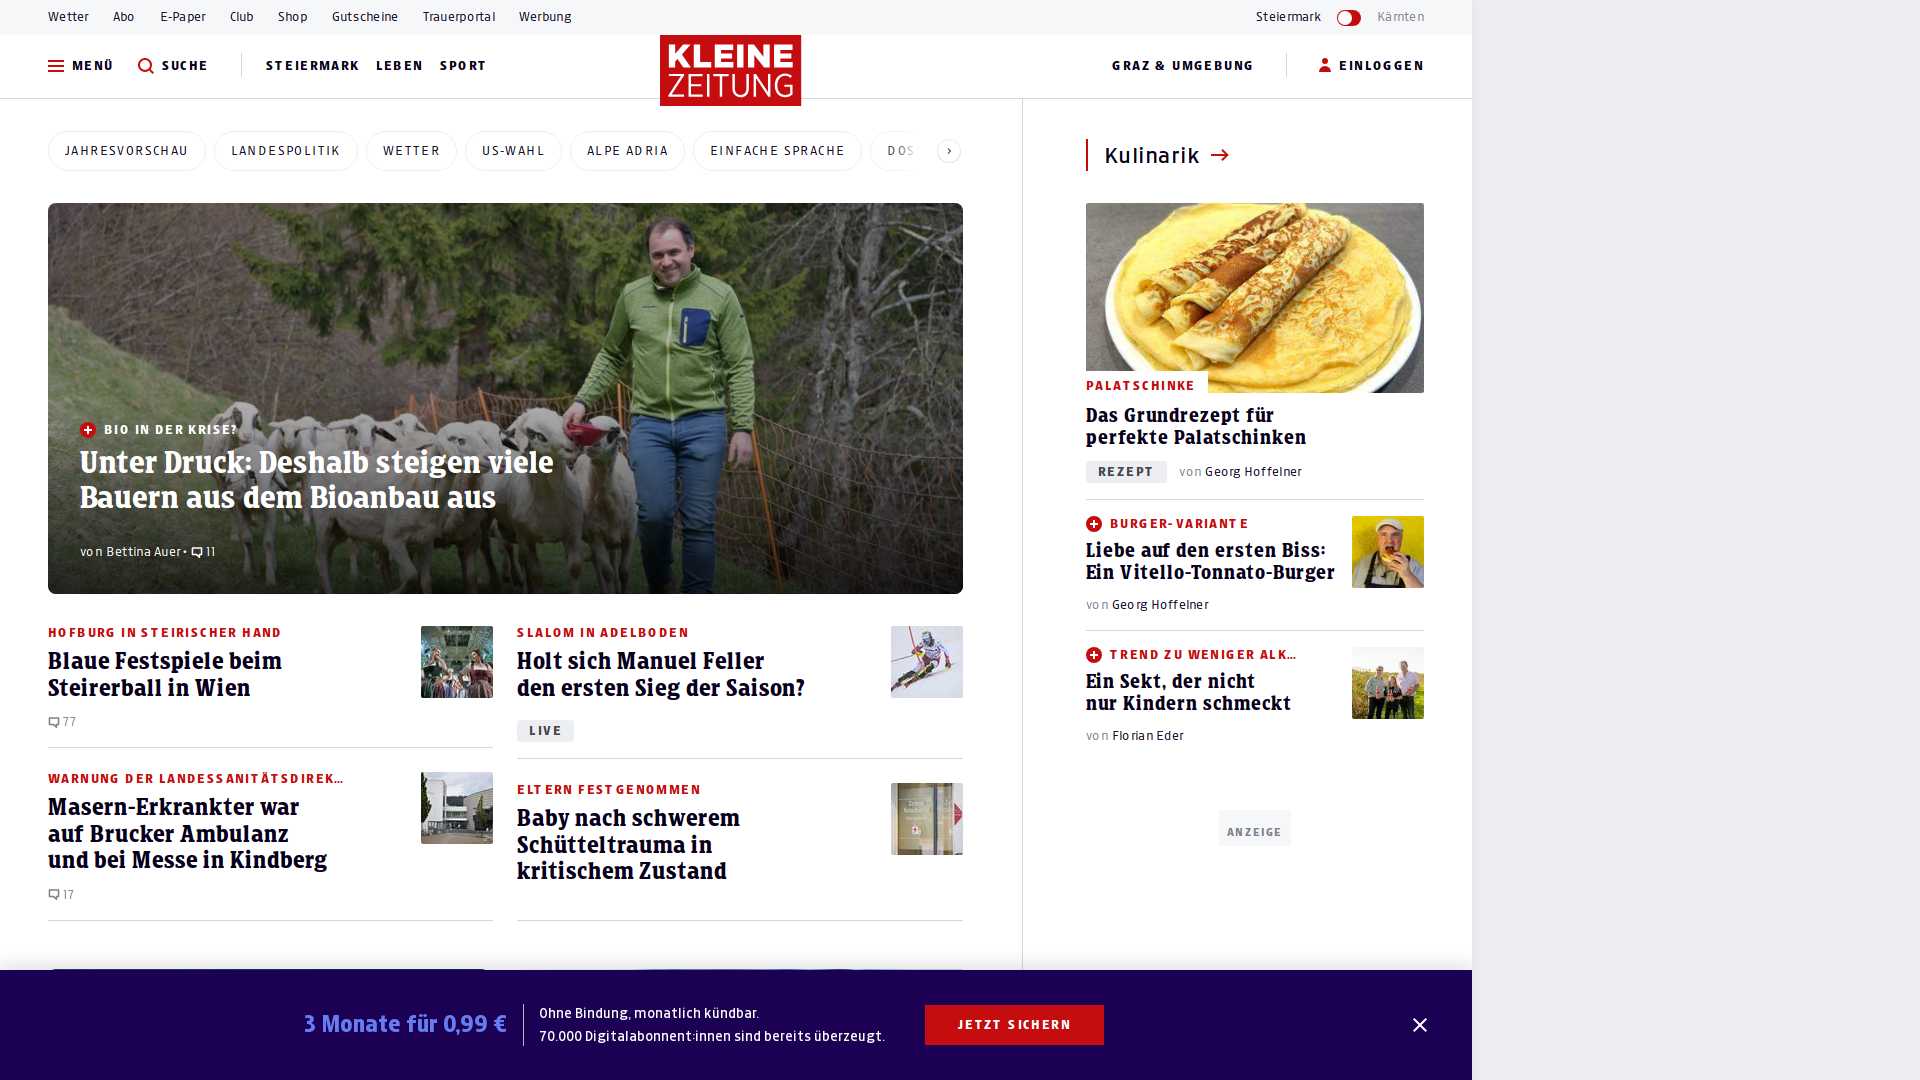 Wetter
Abo
E-Paper
Club
Shop
Gutscheine
Trauerportal
Werbung
Steiermark
Kärnten
MENÜ
SUCHE
STEIERMARK
LEBEN
SPORT
KLEINE
ZEITUNG
GRAZ & UMGEBUNG
EINLOGGEN
JAHRESVORSCHAU
LANDESPOLITIK
WETTER
US-WAHL
ALPE ADRIA
EINFACHE SPRACHE
DOS
BIO IN DER KRISE?
Unter Druck: Deshalb steigen viele
Bauern aus dem Bioanbau aus
von Bettina Auer • 11
HOFBURG IN STEIRISCHER HAND
Blaue Festspiele beim
Steirerball in Wien
77
WARNUNG DER LANDESSANITÄTSDIREK...
Masern-Erkrankter war
auf Brucker Ambulanz
und bei Messe in Kindberg
17
SLALOM IN ADELBODEN
Holt sich Manuel Feller
den ersten Sieg der Saison?
LIVE
ELTERN FESTGENOMMEN
Baby nach schwerem
Schütteltrauma in
kritischem Zustand
Kulinarik
PALATSCHINKE
Das Grundrezept für
perfekte Palatschinken
REZEPT von Georg Hoffelner
BURGER-VARIANTE
Liebe auf den ersten Biss:
Ein Vitello-Tonnato-Burger
von Georg Hoffelner
TREND ZU WENIGER ALK...
Ein Sekt, der nicht
nur Kindern schmeckt
von Florian Eder
ANZEIGE
3 Monate für 0,99 €
Ohne Bindung, monatlich kündbar.
70.000 Digitalabonnent:innen sind bereits überzeugt.
JETZT SICHERN